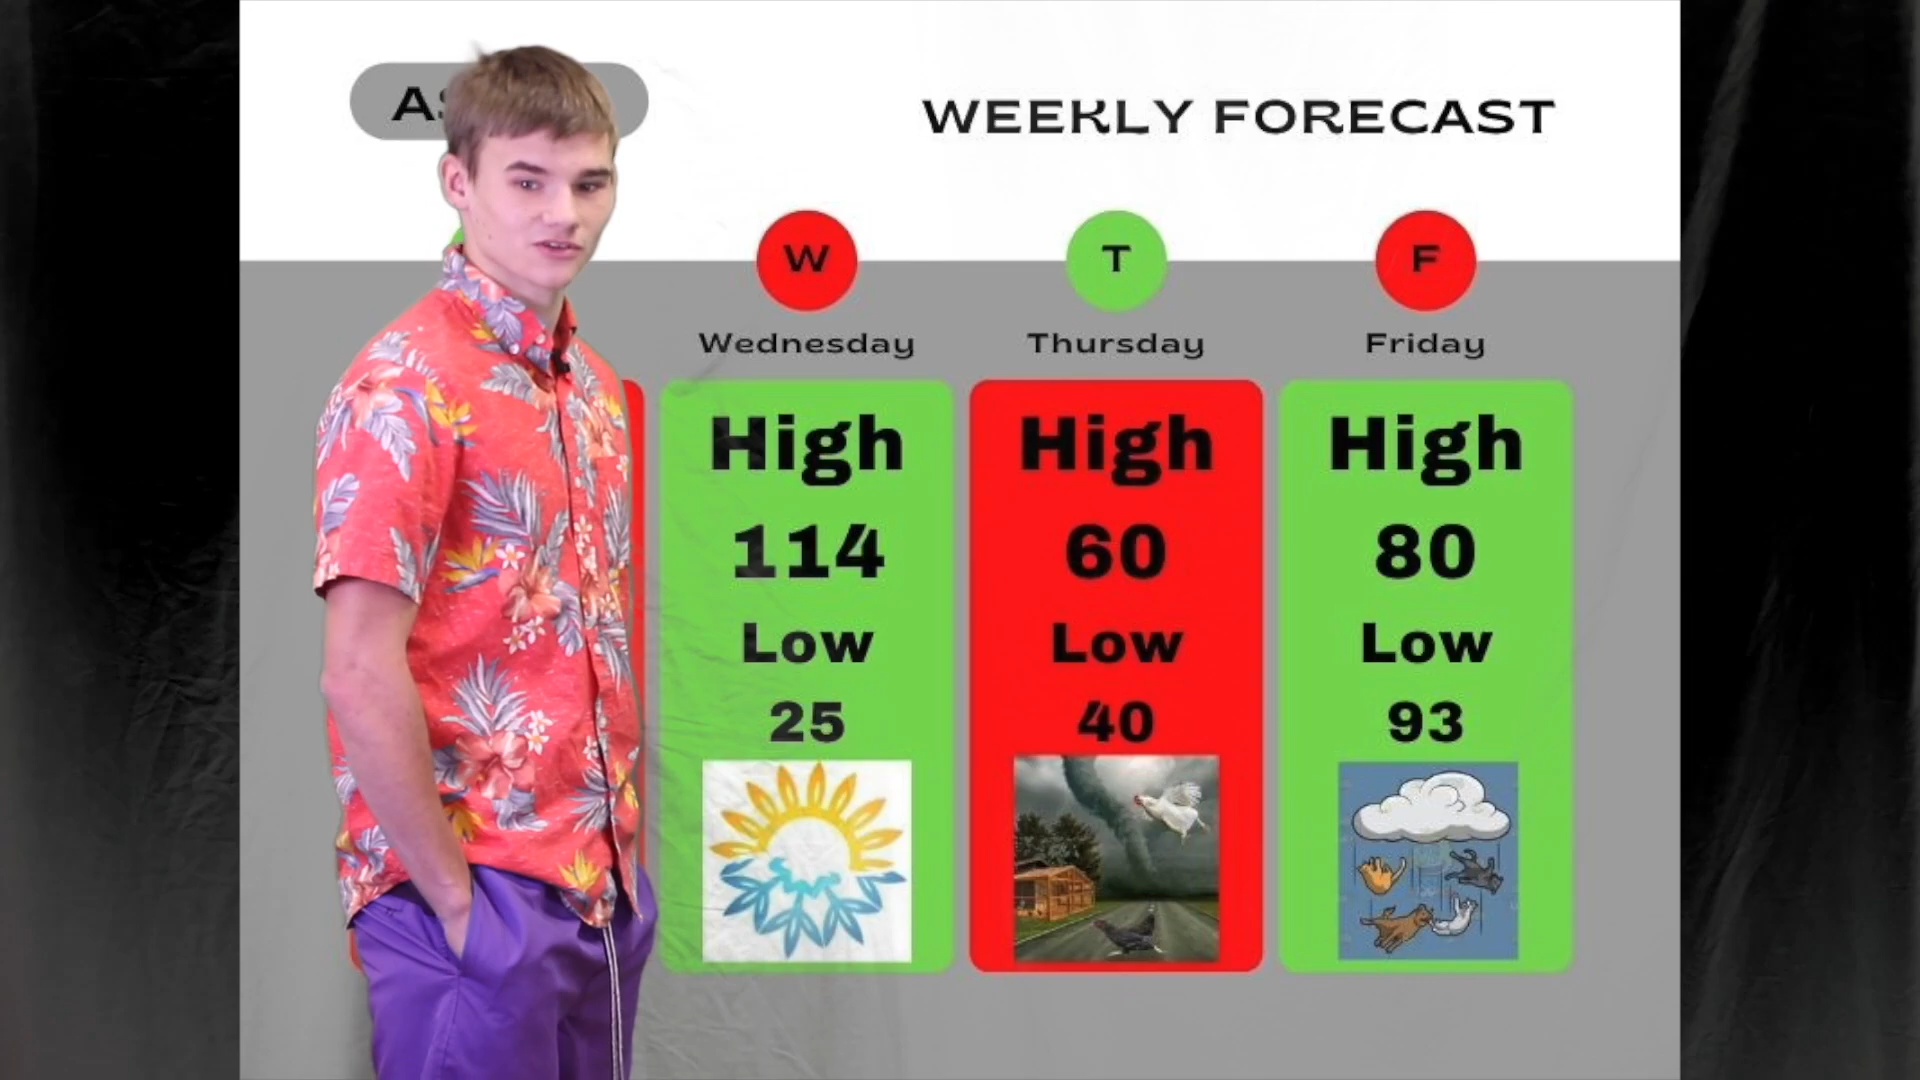 WEEKLY FORECAST
W
T
F
Wednesday
Thursday
Friday
High
114
Low
25
High
60
Low
40
High
80
Low
93